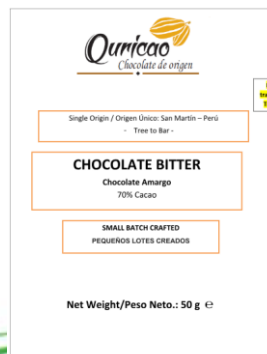 Quricao
Chocolate de origen
Single Origin / Origen Único: San Martín – Perú
- Tree to Bar -
CHOCOLATE BITTER
Chocolate Amargo
70% Cacao
SMALL BATCH CRAFTED
PEQUEÑOS LOTES CREADOS
Net Weight/Peso Neto.: 50 g ℮